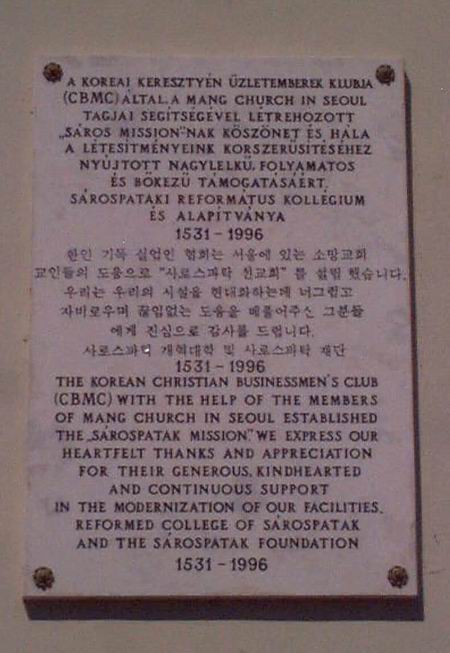 A KOREAI KERESZTYÉN ÜZLETEMBEREK KLUBJA
(CBMC) ÁLTAL. A MANG CHURCH IN SEOUL
TAGJAI SEGÍTSÉGÉVEL LÉTREHOZOTT
„SÁROS MISSION"NAK KÖSZÖNET ÉS HÁLA
A LÉTESÍTMÉNYEINK KORSZERŰSÍTÉSÉHEZ
NYÚJTOTT NAGYLELKŰ, FOLYAMATOS
ÉS BŐKEZŰ TÁMOGATÁSÁÉRT.
SÁROSPATAKI REFORMÁTUS KOLLÉGIUM
ÉS ALAPÍTVÁNYA
1531 - 1996
한인 기독 실업인 협회는 서울에 있는 소망교회
교인들의 도움으로 "사로스파탁 선교회" 를 설립 했습니다.
우리는 우리의 시설을 현대화하는데 너그럽고
자비로우며 끊임없는 도움을 베풀어주신 그분들
에게 진심으로 감사를 드립니다.
사로스파탁 개혁대학 및 사로스파탁 재단
1531 - 1996
THE KOREAN CHRISTIAN BUSINESSMEN'S CLUB
(CBMC) WITH THE HELP OF THE MEMBERS
OF MANG CHURCH IN SEOUL ESTABLISHED
THE „SÁROSPATAK MISSION". WE EXPRESS OUR
HEARTFELT THANKS AND APPRECIATION
FOR THEIR GENEROUS, KINDHEARTED
AND CONTINUOUS SUPPORT
IN THE MODERNIZATION OF OUR FACILITIES.
REFORMED COLLEGE OF SÁROSPATAK
AND THE SÁROSPATAK FOUNDATION
1531 - 1996